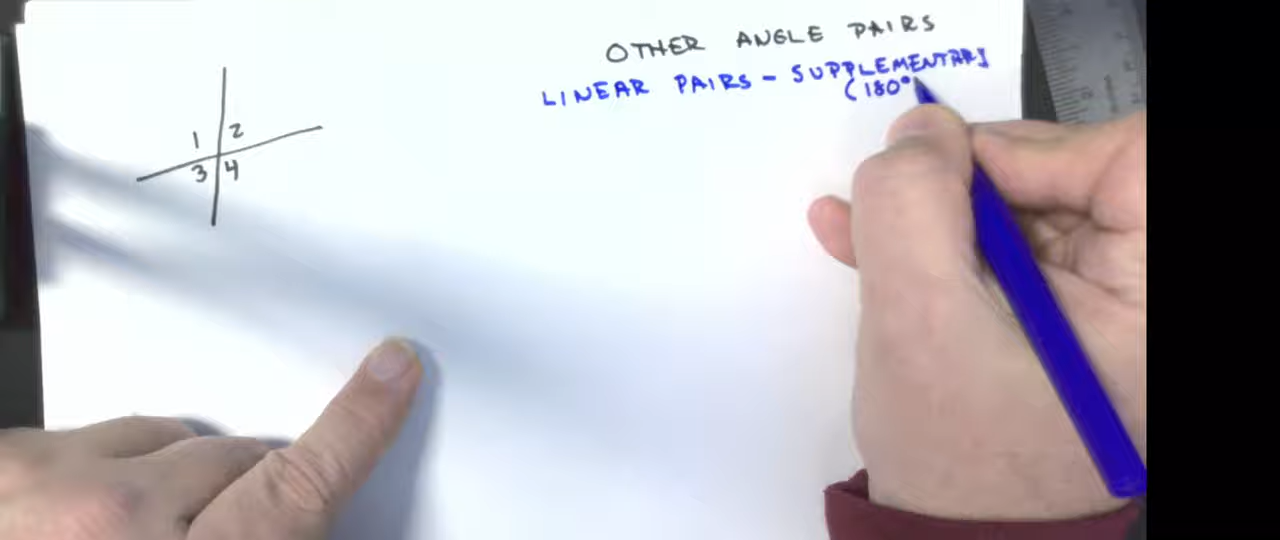 OTHER ANGLE PAIRS
LINEAR PAIRS - SUPPLEMENTARY
(180°
1 2
3 4